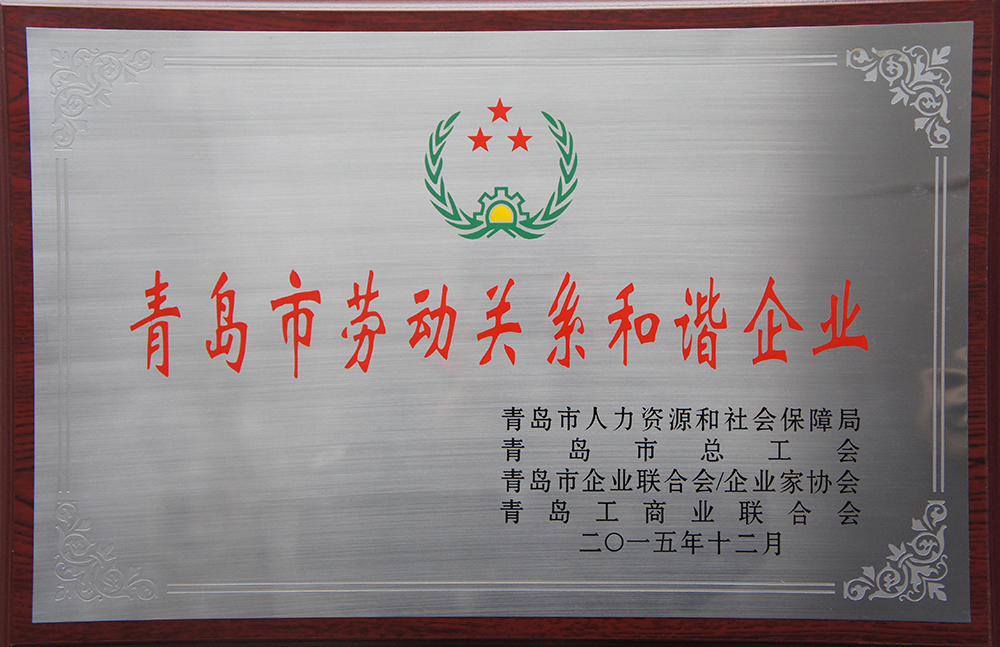 青岛市劳动关系和谐企业
青岛市人力资源和社会保障局
青岛市总工会
青岛市企业联合会/企业家协会
青岛工商业联合会
二〇一五年十二月